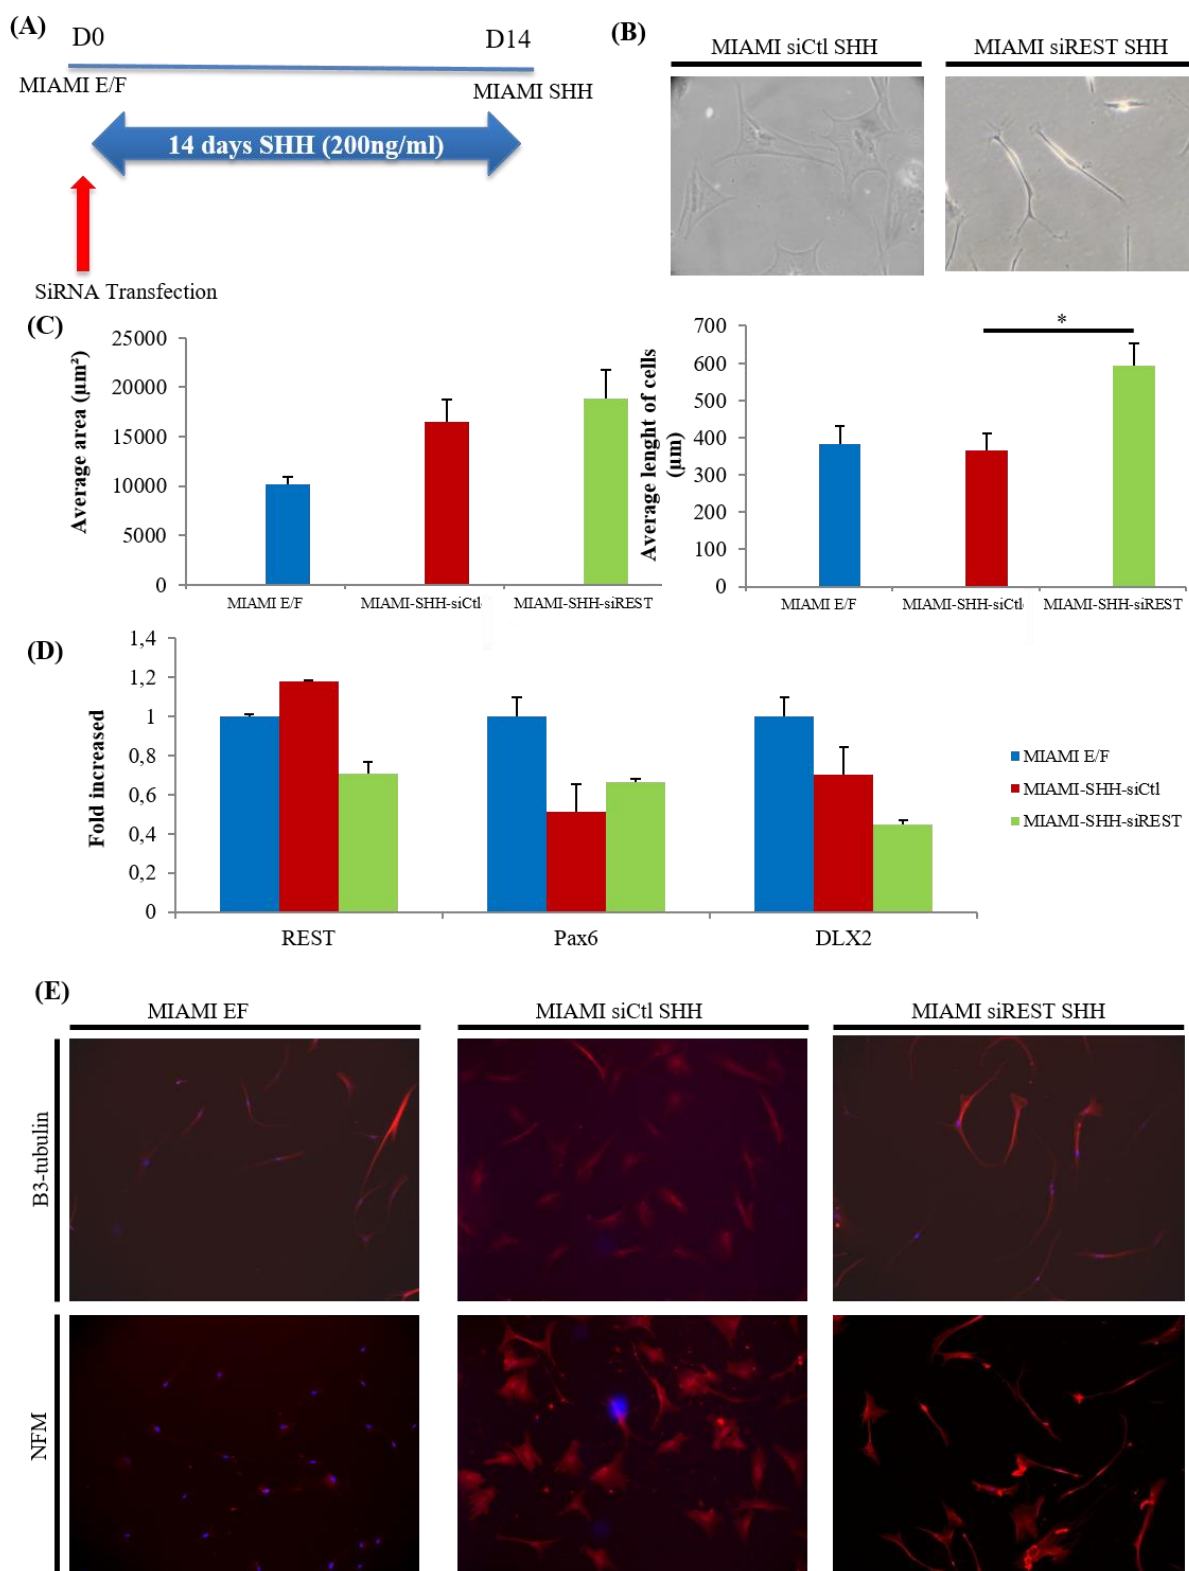 (A)
D0
D14
MIAMI E/F
MIAMI SHH
14 days SHH (200ng/ml)
SiRNA Transfection
(B)
MIAMI siCtl SHH
MIAMI siREST SHH
(C)
Average area (µm²)
25000
20000
15000
10000
5000
0
MIAMI E/F
MIAMI-SHH-siCtl
MIAMI-SHH-siREST
Average lenght of cells
(µm)
700
600
500
400
300
200
100
0
*
MIAMI E/F
MIAMI-SHH-siCtl
MIAMI-SHH-siREST
(D)
Fold increased
1,4
1,2
1
0,8
0,6
0,4
0,2
0
REST
Pax6
DLX2
MIAMI E/F
MIAMI-SHH-siCtl
MIAMI-SHH-siREST
(E)
MIAMI EF
MIAMI siCtl SHH
MIAMI siREST SHH
B3-tubulin
NFM